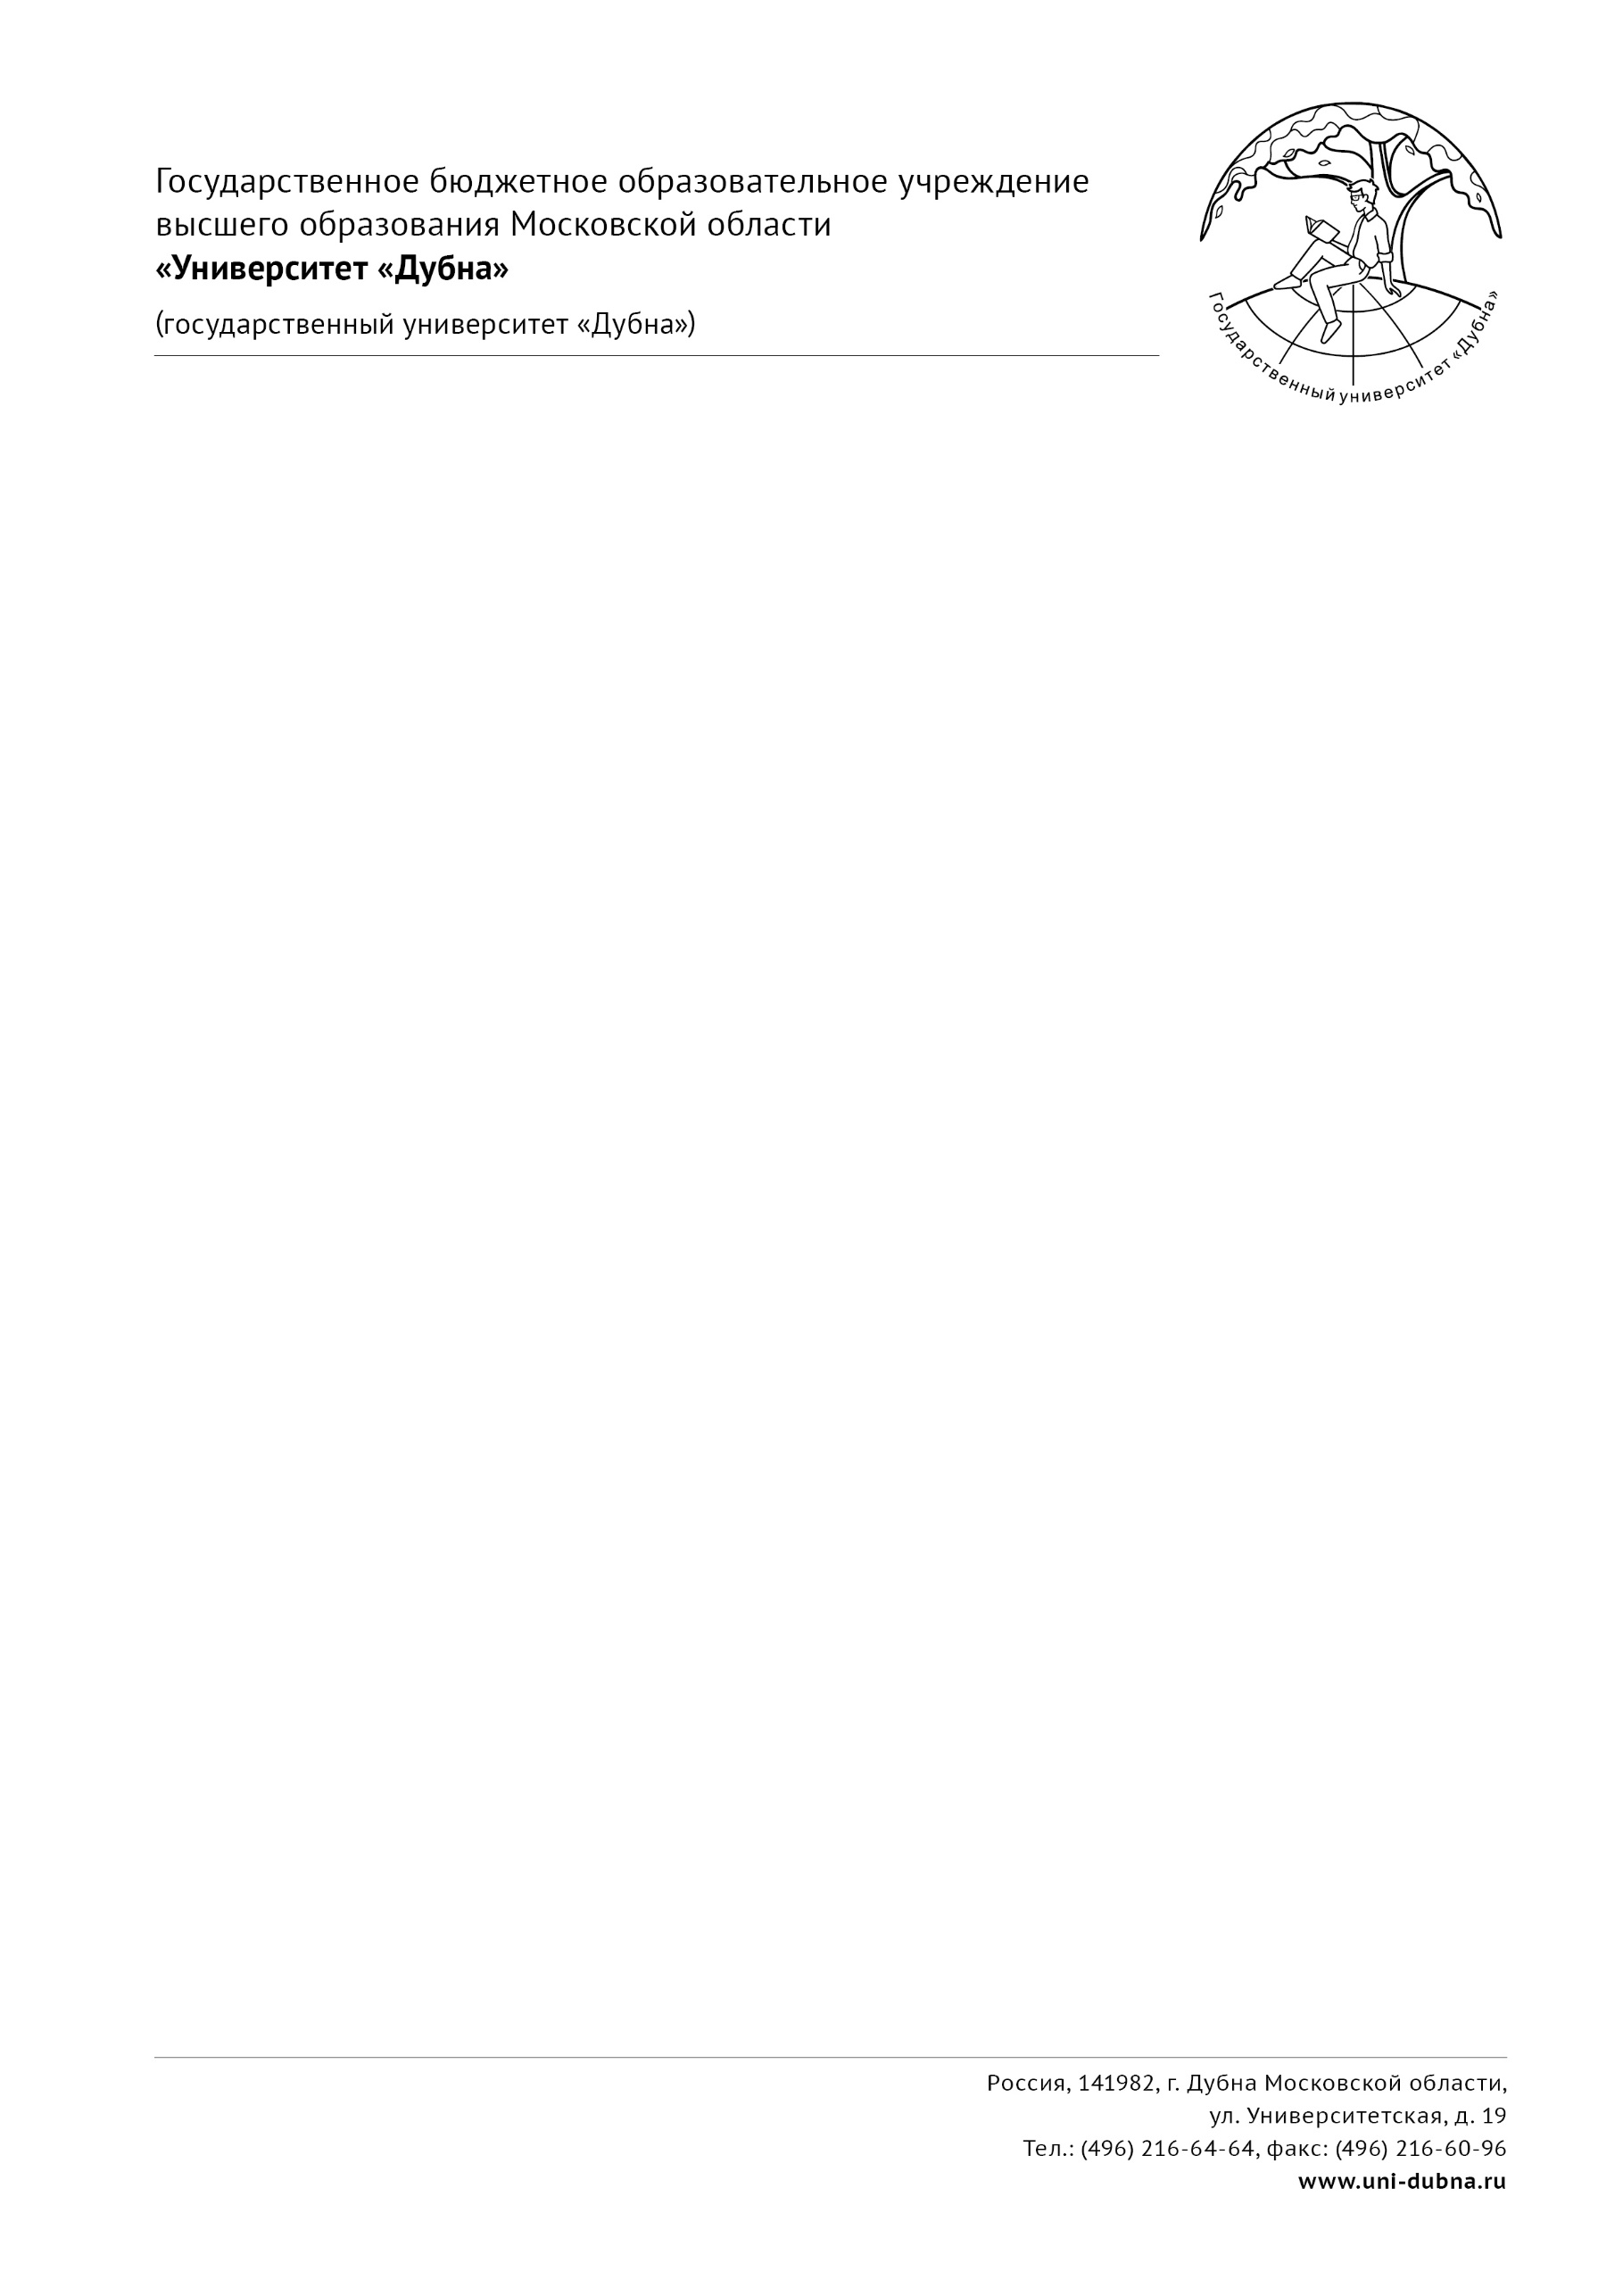 Государственное бюджетное образовательное учреждение
высшего образования Московской области
«Университет «Дубна»
(государственный университет «Дубна»)
Государственный университет «Дубна»
Россия, 141982, г. Дубна Московской области,
ул. Университетская, д. 19
Тел.: (496) 216-64-64, факс: (496) 216-60-96
www.uni-dubna.ru